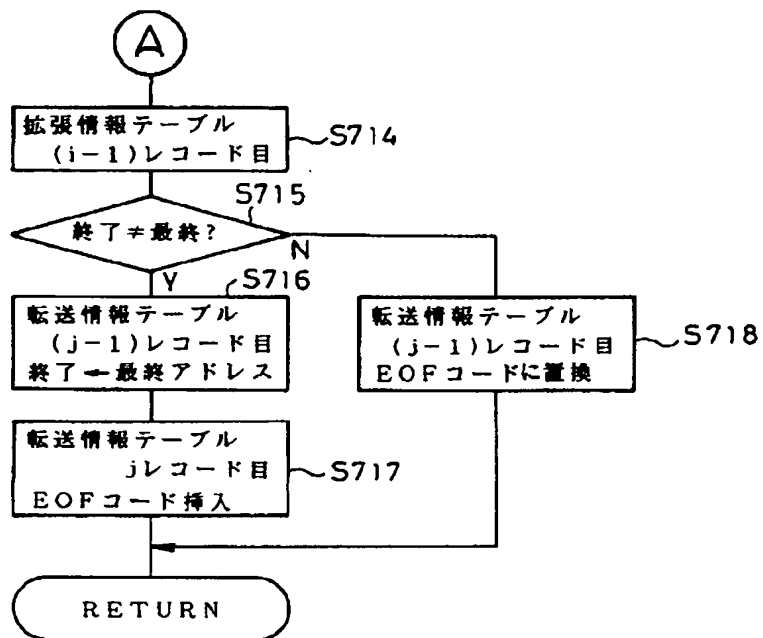 A
拡張情報テーブル
(i-1)レコード目
S714
S715
終了≠最終?
N
Y
S716
転送情報テーブル
(j-1)レコード目
終了←最終アドレス
転送情報テーブル
(j-1)レコード目
EOFコードに置換
S718
転送情報テーブル
jレコード目
EOFコード挿入
S717
RETURN